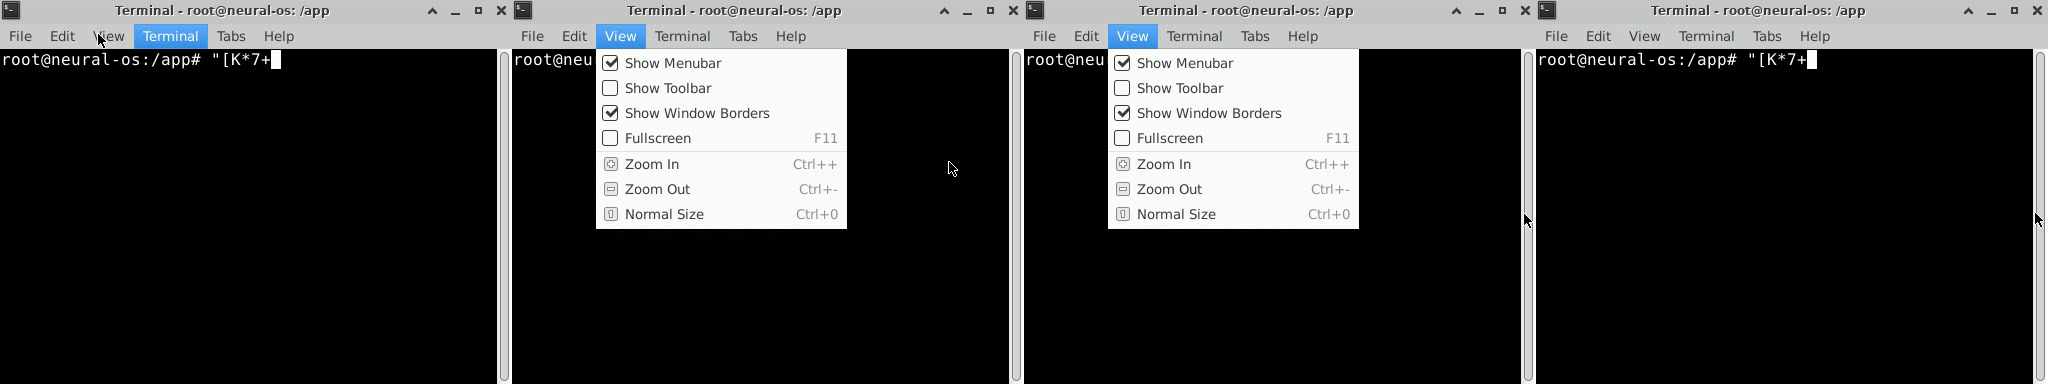 Terminal - root@neural-os: /app
File Edit View Terminal Tabs Help
root@neural-os:/app# "[K*7+
Terminal - root@neural-os: /app
File Edit View Terminal Tabs Help
root@neu
Show Menubar
Show Toolbar
Show Window Borders
Fullscreen F11
Zoom In Ctrl++
Zoom Out Ctrl+-
Normal Size Ctrl+0
Terminal - root@neural-os: /app
File Edit View Terminal Tabs Help
root@neu
Show Menubar
Show Toolbar
Show Window Borders
Fullscreen F11
Zoom In Ctrl++
Zoom Out Ctrl+-
Normal Size Ctrl+0
Terminal - root@neural-os: /app
File Edit View Terminal Tabs Help
root@neural-os:/app# "[K*7+